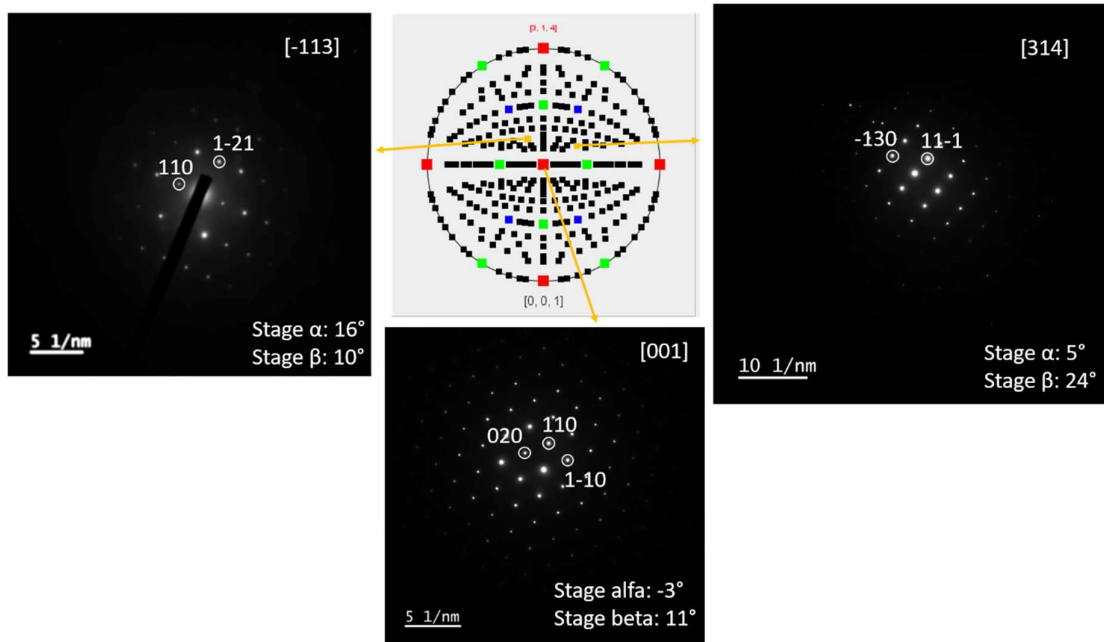 [-113]
1-21
110
Stage α: 16°
Stage β: 10°
5 1/nm
[3, 1, 4]
[0, 0, 1]
[314]
-130
11-1
Stage α: 5°
Stage β: 24°
10 1/nm
[001]
020
110
1-10
Stage alfa: -3°
Stage beta: 11°
5 1/nm